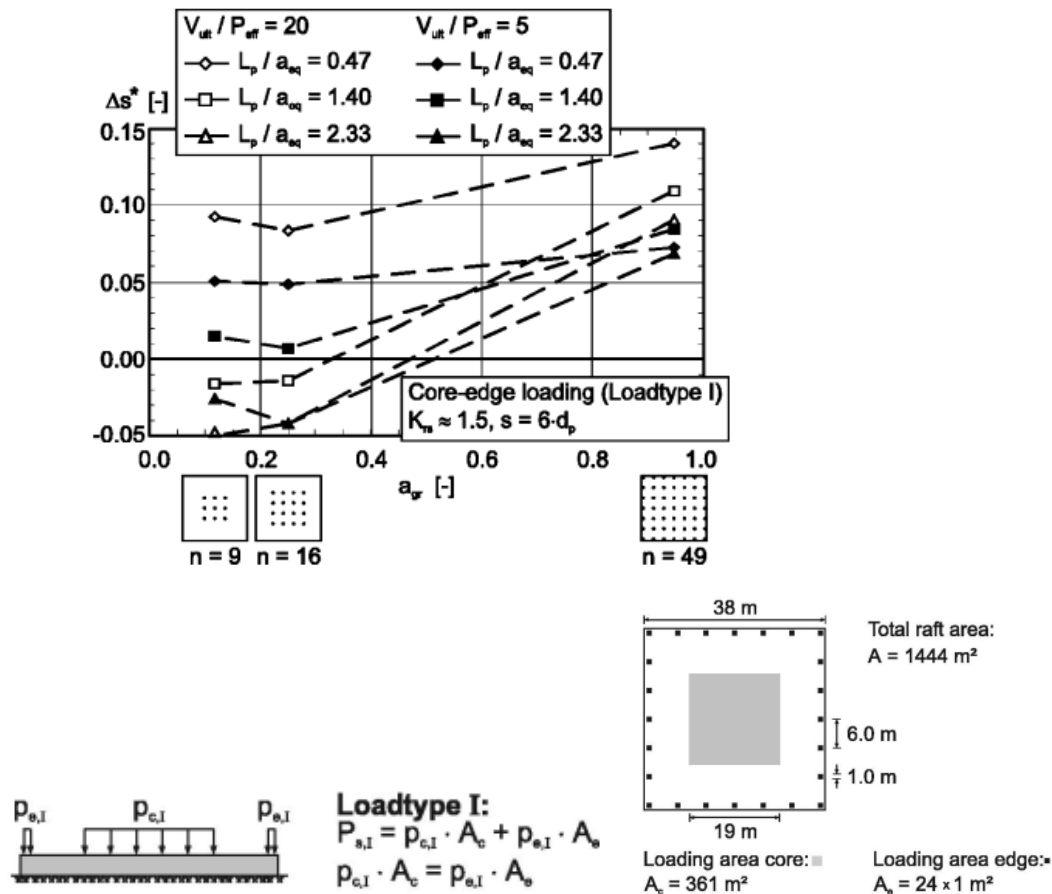 V_ult / P_eff = 20 V_ult / P_eff = 5
L_p / a_eq = 0.47 L_p / a_eq = 0.47
L_p / a_eq = 1.40 L_p / a_eq = 1.40
L_p / a_eq = 2.33 L_p / a_eq = 2.33
Δs* [-]
0.15
0.10
0.05
0.00
-0.05
Core-edge loading (Loadtype I)
K_rs ≈ 1.5, s = 6·d_p
0.0 0.2 0.4 0.6 0.8 1.0
a_gr [-]
n = 9 n = 16 n = 49
38 m
Total raft area:
A = 1444 m²
6.0 m
1.0 m
19 m
Loading area core:
A_c = 361 m²
Loading area edge:
A_e = 24 x 1 m²
p_e,I p_c,I p_e,I
Loadtype I:
P_s,I = p_c,I · A_c + p_e,I · A_e
p_c,I · A_c = p_e,I · A_e